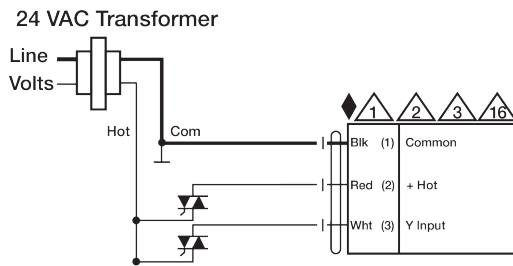 24 VAC Transformer
Line
Volts
Hot
Com
1 2 3 16
Blk (1) Common
Red (2) + Hot
Wht (3) Y Input